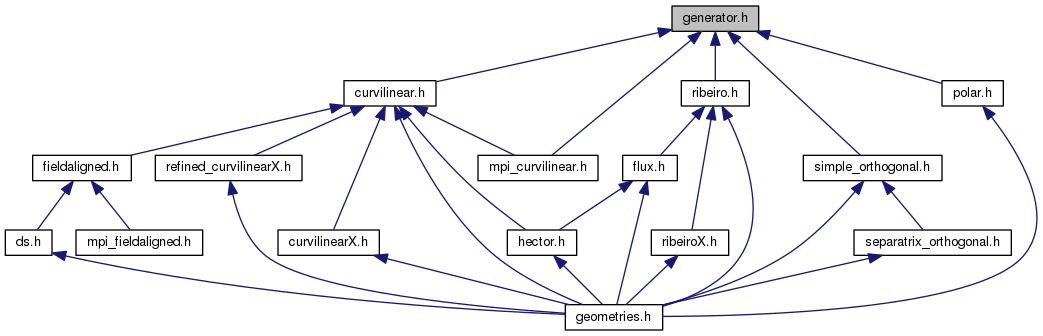 generator.h
curvilinear.h
ribeiro.h
polar.h
fieldaligned.h
refined_curvilinearX.h
mpi_curvilinear.h
flux.h
simple_orthogonal.h
ds.h
mpi_fieldaligned.h
curvilinearX.h
hector.h
ribeiroX.h
separatrix_orthogonal.h
geometries.h